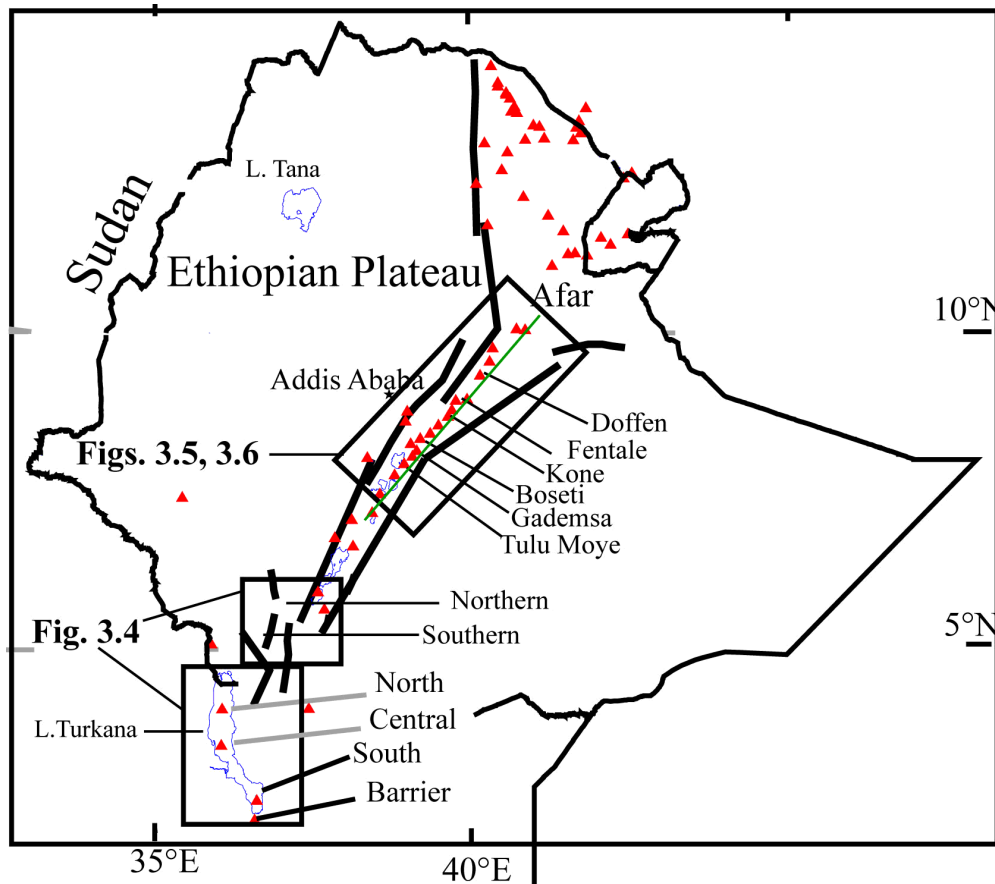 L. Tana
Sudan
Ethiopian Plateau
Afar
10°N
Addis Ababa
Doffen
Figs. 3.5, 3.6
Fentale
Kone
Boseti
Gademsa
Tulu Moye
Northern
Fig. 3.4
Southern
5°N
North
L.Turkana
Central
South
Barrier
35°E
40°E